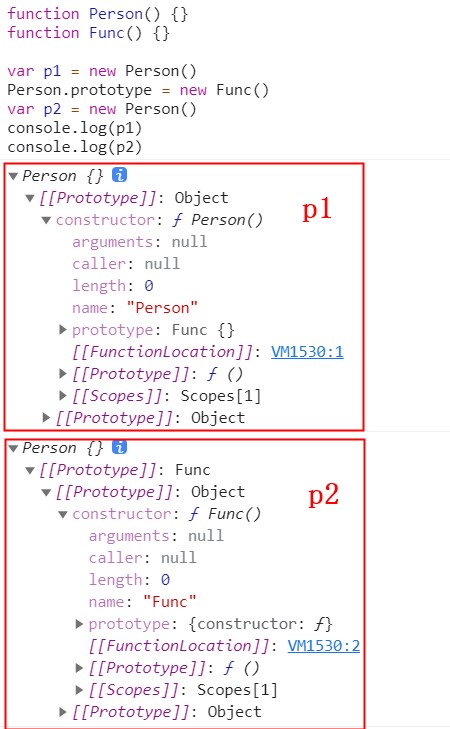 function Person() {}
function Func() {}
var p1 = new Person()
Person.prototype = new Func()
var p2 = new Person()
console.log(p1)
console.log(p2)
▼Person {} i
▼[[Prototype]]: Object
p1
▼constructor: ƒ Person()
arguments: null
caller: null
length: 0
name: "Person"
▶prototype: Func {}
[[FunctionLocation]]: VM1530:1
▶[[Prototype]]: ƒ ()
▶[[Scopes]]: Scopes[1]
▶[[Prototype]]: Object
▼Person {} i
▼[[Prototype]]: Func
▼[[Prototype]]: Object
p2
▼constructor: ƒ Func()
arguments: null
caller: null
length: 0
name: "Func"
▶prototype: {constructor: ƒ}
[[FunctionLocation]]: VM1530:2
▶[[Prototype]]: ƒ ()
▶[[Scopes]]: Scopes[1]
▶[[Prototype]]: Object